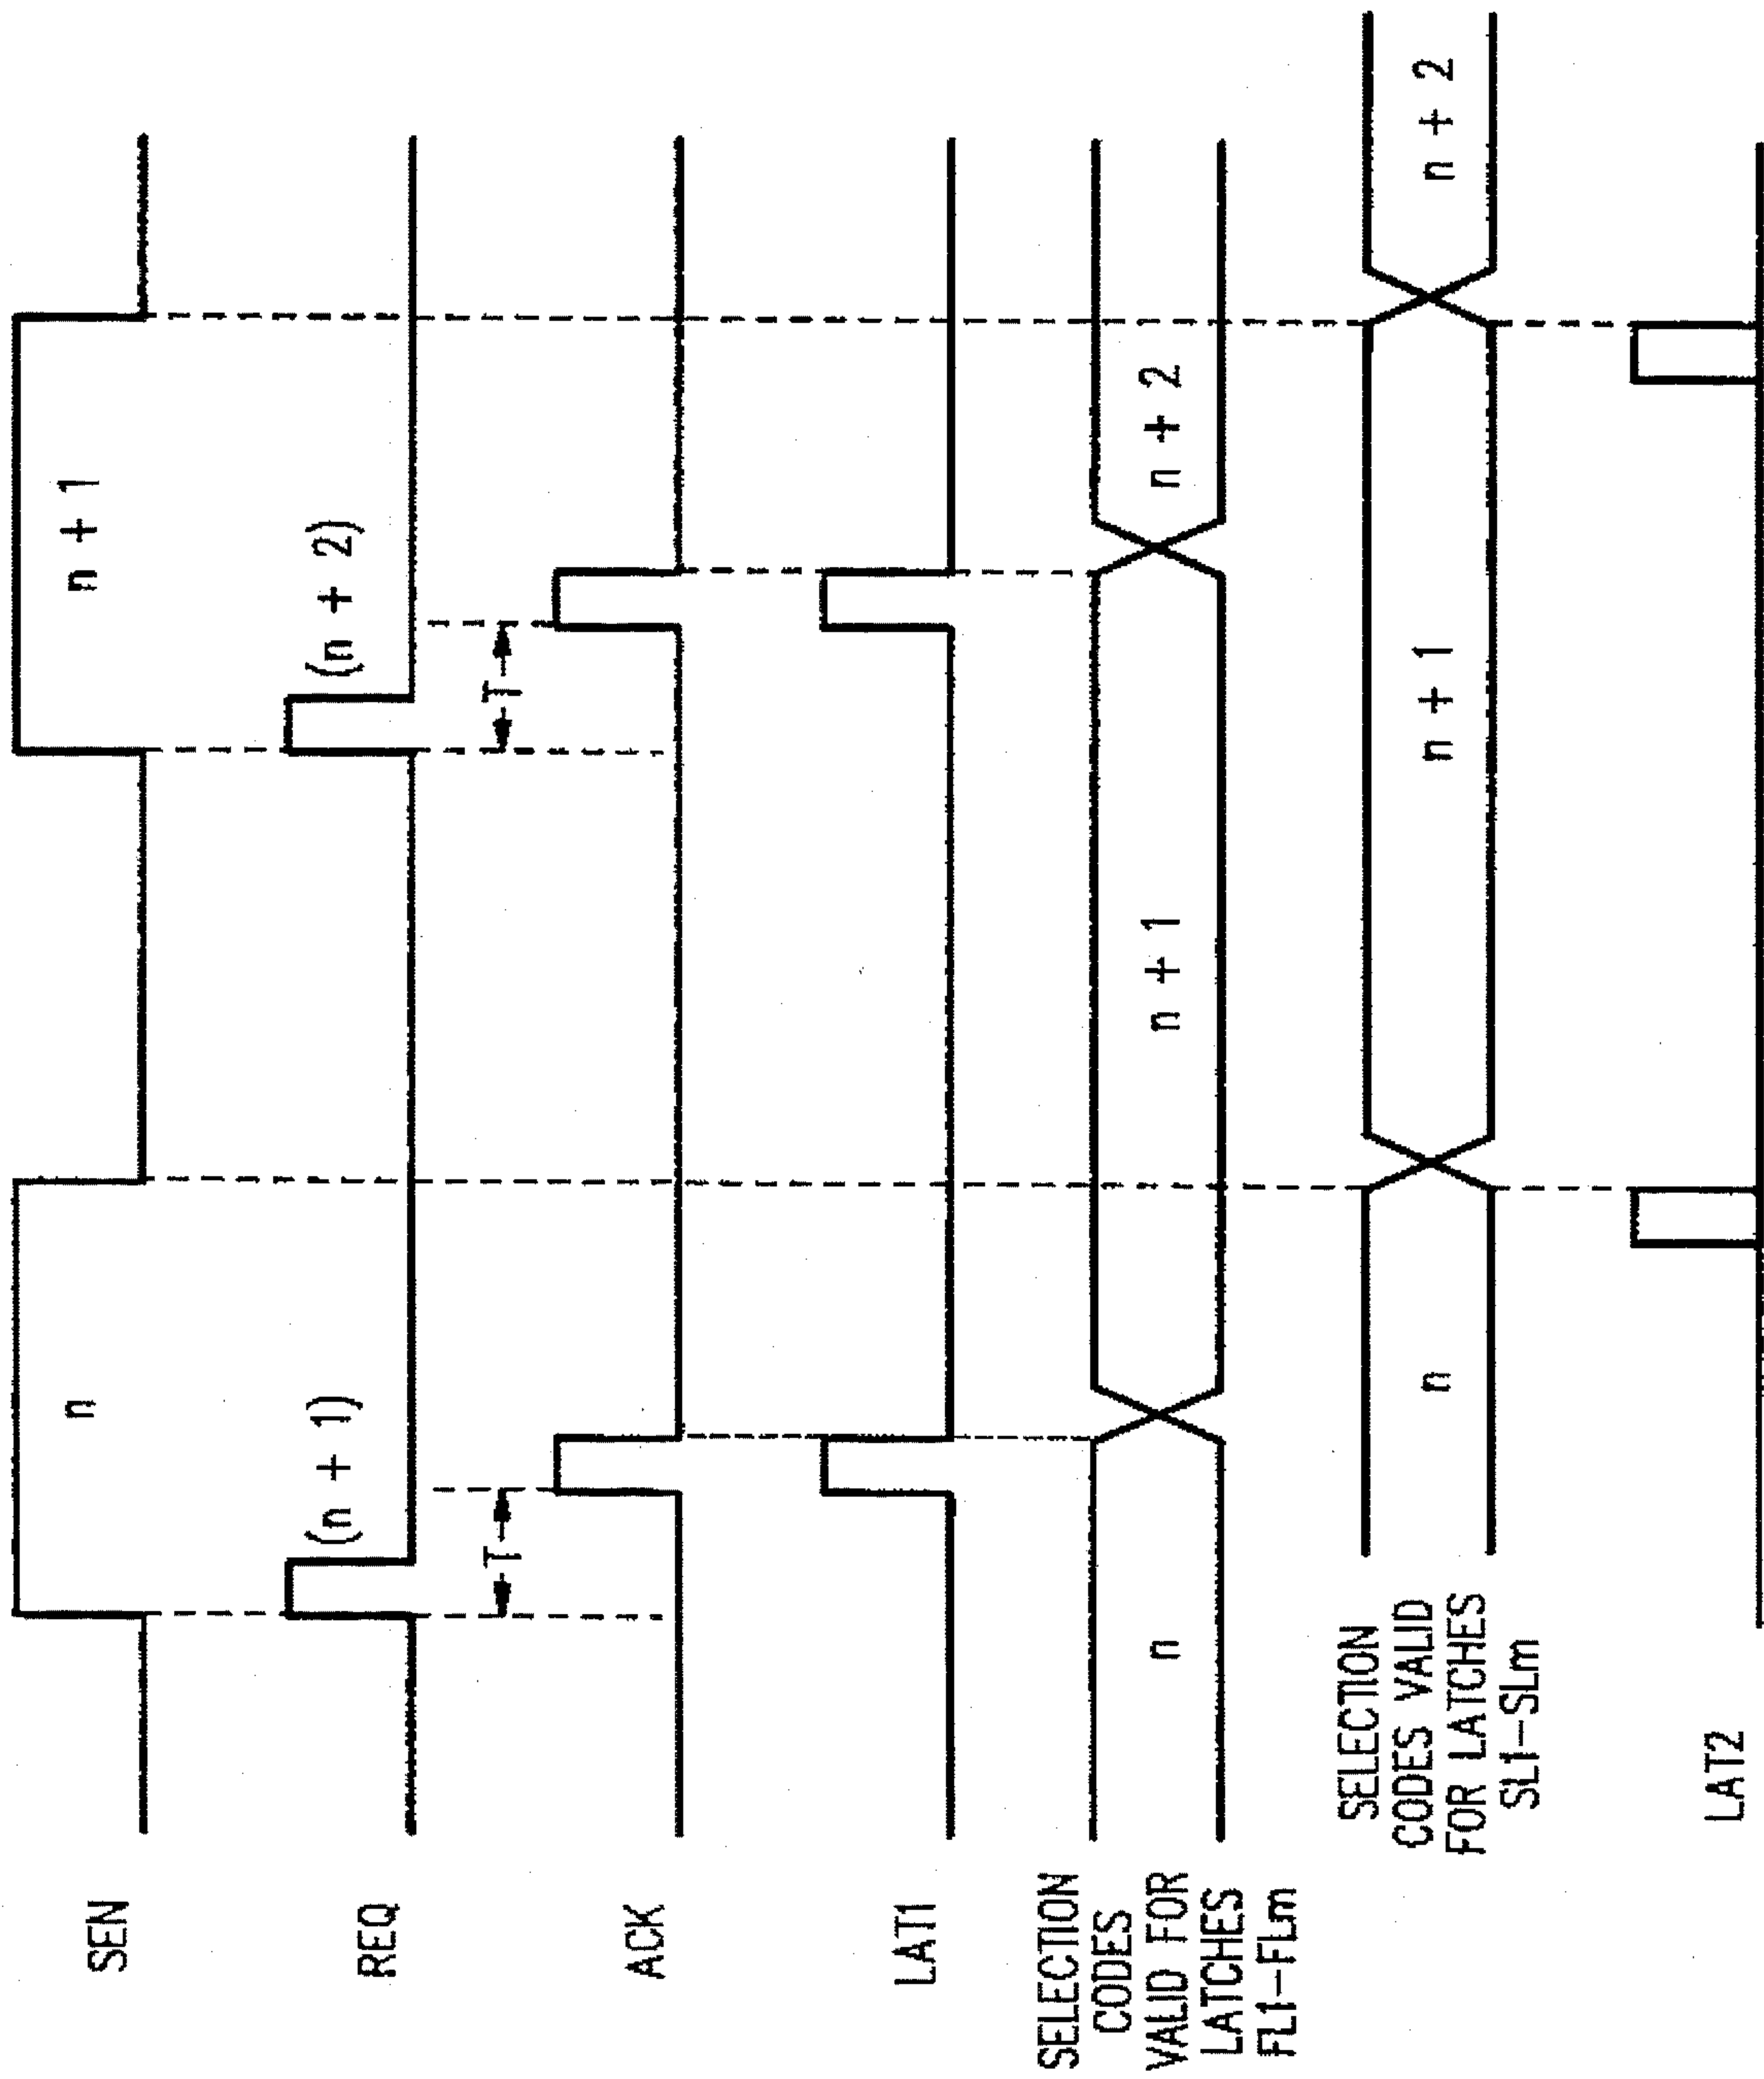 SEN
n
n + 1
REQ
(n + 1)
(n + 2)
T
T
ACK
LAT1
SELECTION
CODES
VALID FOR
LATCHES
FL1-FLm
n
n + 1
n + 2
SELECTION
CODES VALID
FOR LATCHES
SL1-SLm
n
n + 1
n + 2
LAT2